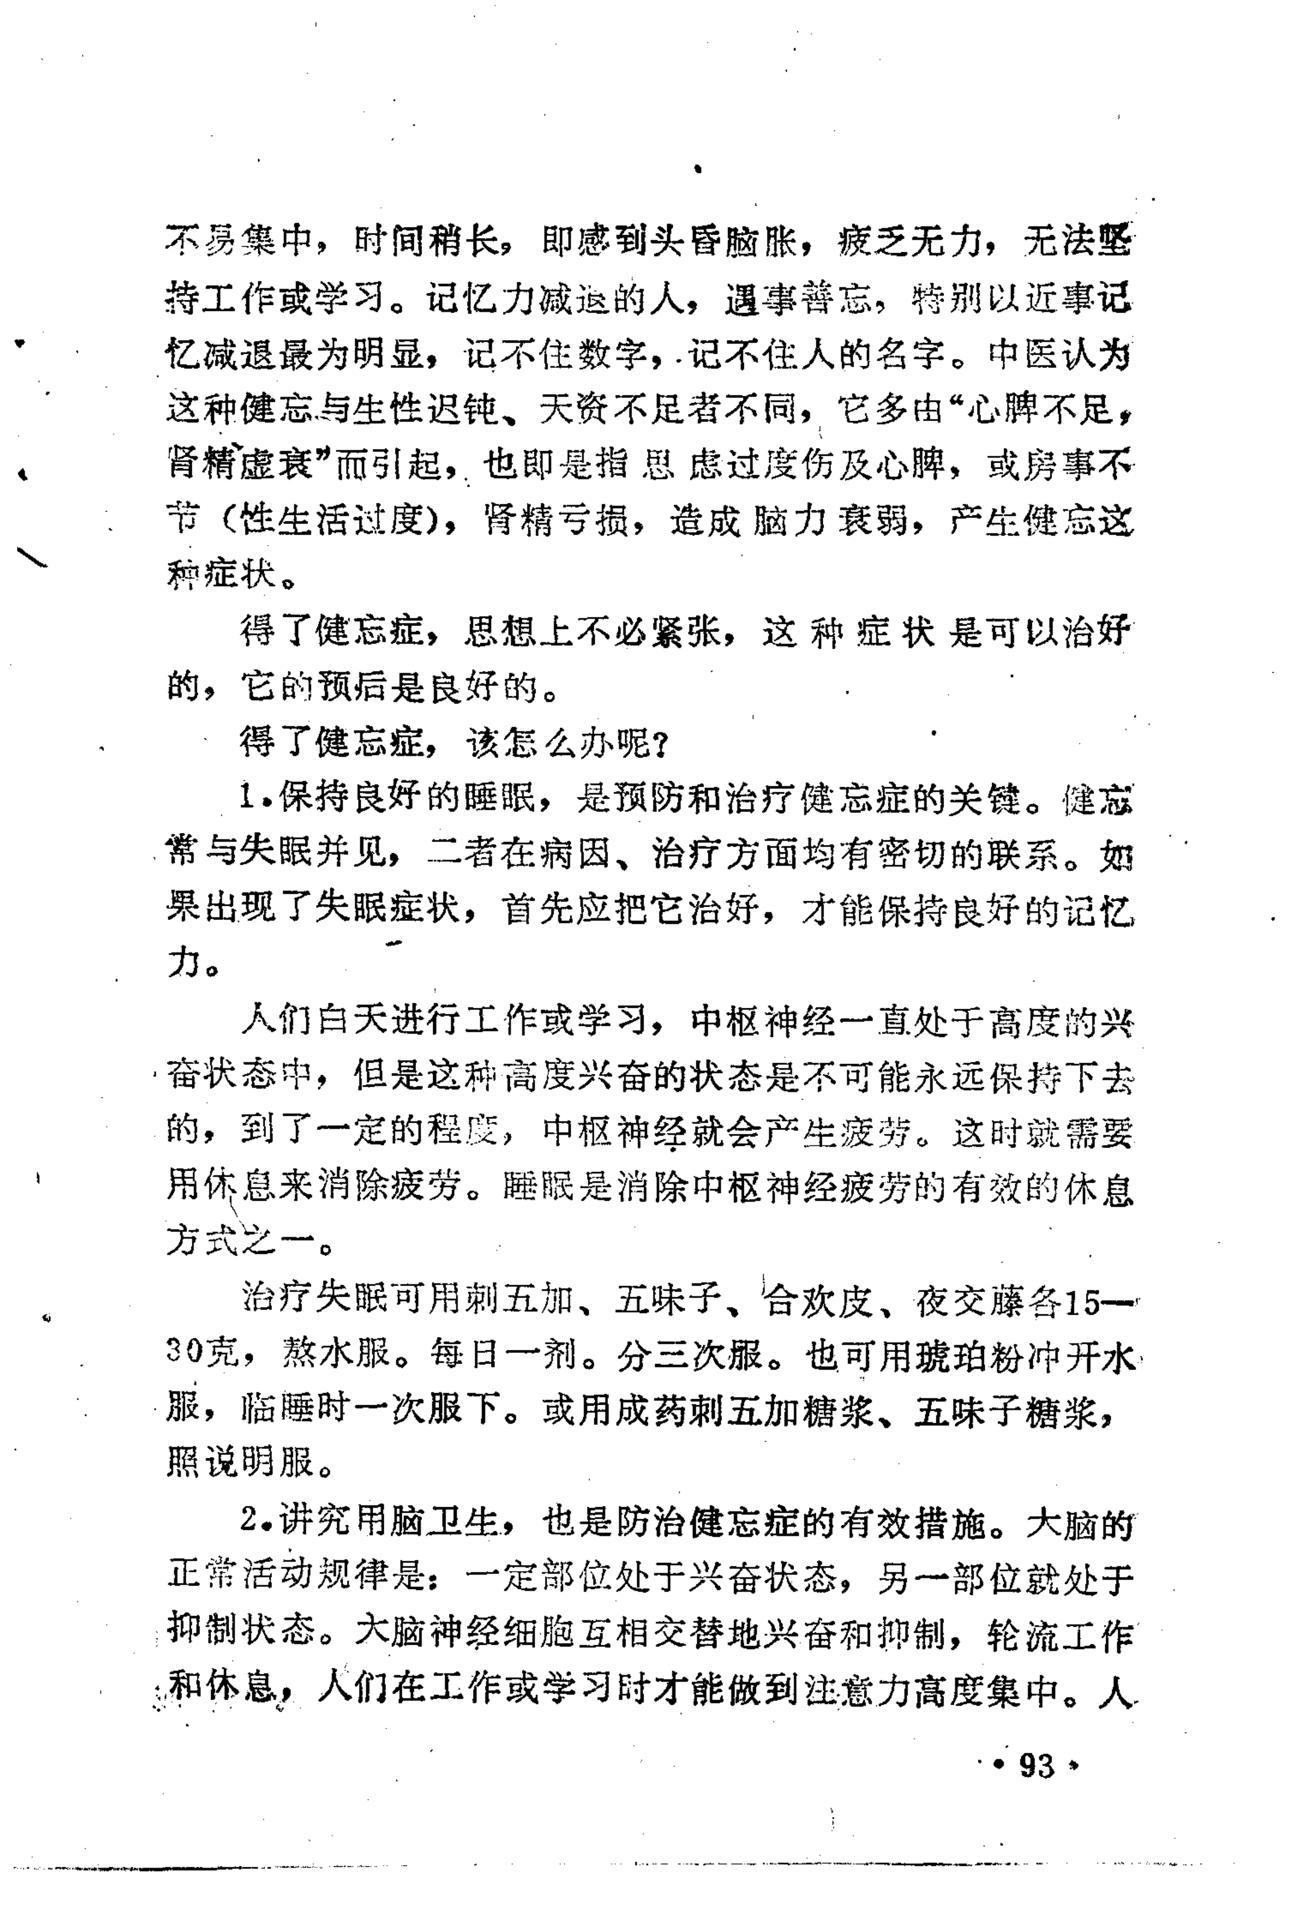 不易集中，时间稍长，即感到头昏脑胀，疲乏无力，无法坚
持工作或学习。记忆力减退的人，遇事善忘，特别以近事记
忆减退最为明显，记不住数字，记不住人的名字。中医认为
这种健忘与生性迟钝、天资不足者不同，它多由“心脾不足，
肾精虚衰”而引起，也即是指思虑过度伤及心脾，或房事不
节（性生活过度），肾精亏损，造成脑力衰弱，产生健忘这
种症状。
得了健忘症，思想上不必紧张，这种症状是可以治好
的，它的预后是良好的。
得了健忘症，该怎么办呢？
1.保持良好的睡眠，是预防和治疗健忘症的关键。健忘
常与失眠并见，二者在病因、治疗方面均有密切的联系。如
果出现了失眠症状，首先应把它治好，才能保持良好的记忆
力。
人们白天进行工作或学习，中枢神经一直处于高度的兴
奋状态中，但是这种高度兴奋的状态是不可能永远保持下去
的，到了一定的程度，中枢神经就会产生疲劳。这时就需要
用休息来消除疲劳。睡眠是消除中枢神经疲劳的有效的休息
方式之一。
治疗失眠可用刺五加、五味子、合欢皮、夜交藤各15—
30克，熬水服。每日一剂。分三次服。也可用琥珀粉冲开水
服，临睡时一次服下。或用成药刺五加糖浆、五味子糖浆，
照说明服。
2.讲究用脑卫生，也是防治健忘症的有效措施。大脑的
正常活动规律是：一定部位处于兴奋状态，另一部位就处于
抑制状态。大脑神经细胞互相交替地兴奋和抑制，轮流工作
和休息，人们在工作或学习时才能做到注意力高度集中。人
•93•